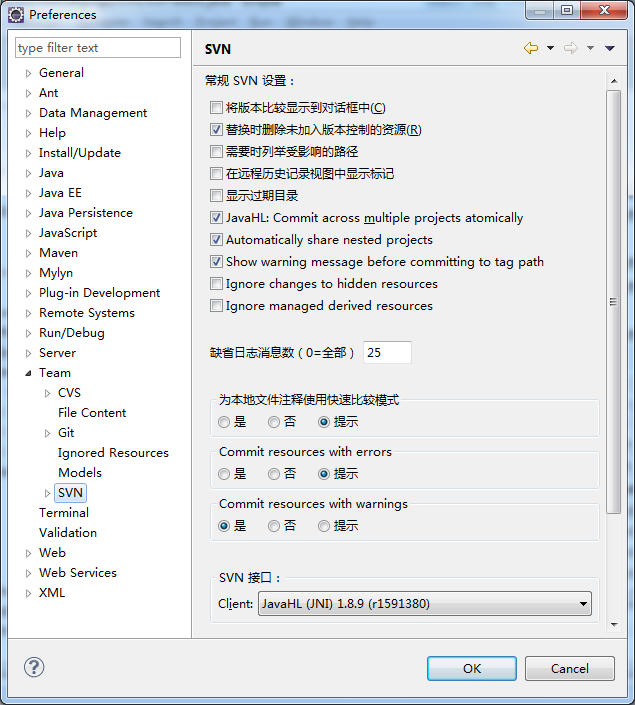 Preferences
type filter text
General
Ant
Data Management
Help
Install/Update
Java
Java EE
Java Persistence
JavaScript
Maven
Mylyn
Plug-in Development
Remote Systems
Run/Debug
Server
Team
CVS
File Content
Git
Ignored Resources
Models
SVN
Terminal
Validation
Web
Web Services
XML
SVN
常规 SVN 设置：
将版本比较显示到对话框中(C)
替换时删除未加入版本控制的资源(R)
需要时列举受影响的路径
在远程历史记录视图中显示标记
显示过期目录
JavaHL: Commit across multiple projects atomically
Automatically share nested projects
Show warning message before committing to tag path
Ignore changes to hidden resources
Ignore managed derived resources
缺省日志消息数（0=全部） 25
为本地文件注释使用快速比较模式
是 否 提示
Commit resources with errors
是 否 提示
Commit resources with warnings
是 否 提示
SVN 接口：
Client: JavaHL (JNI) 1.8.9 (r1591380)
OK Cancel